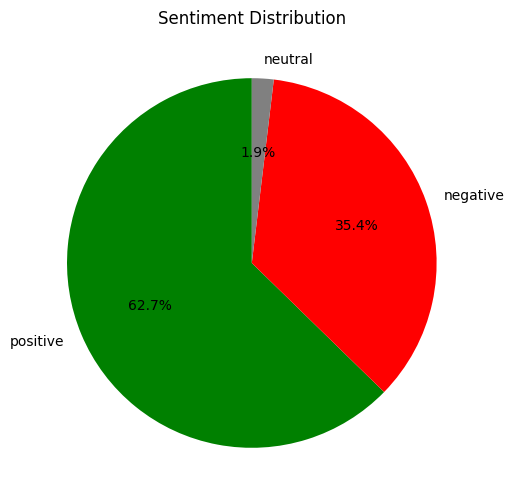 Sentiment Distribution
neutral
1.9%
negative
35.4%
62.7%
positive